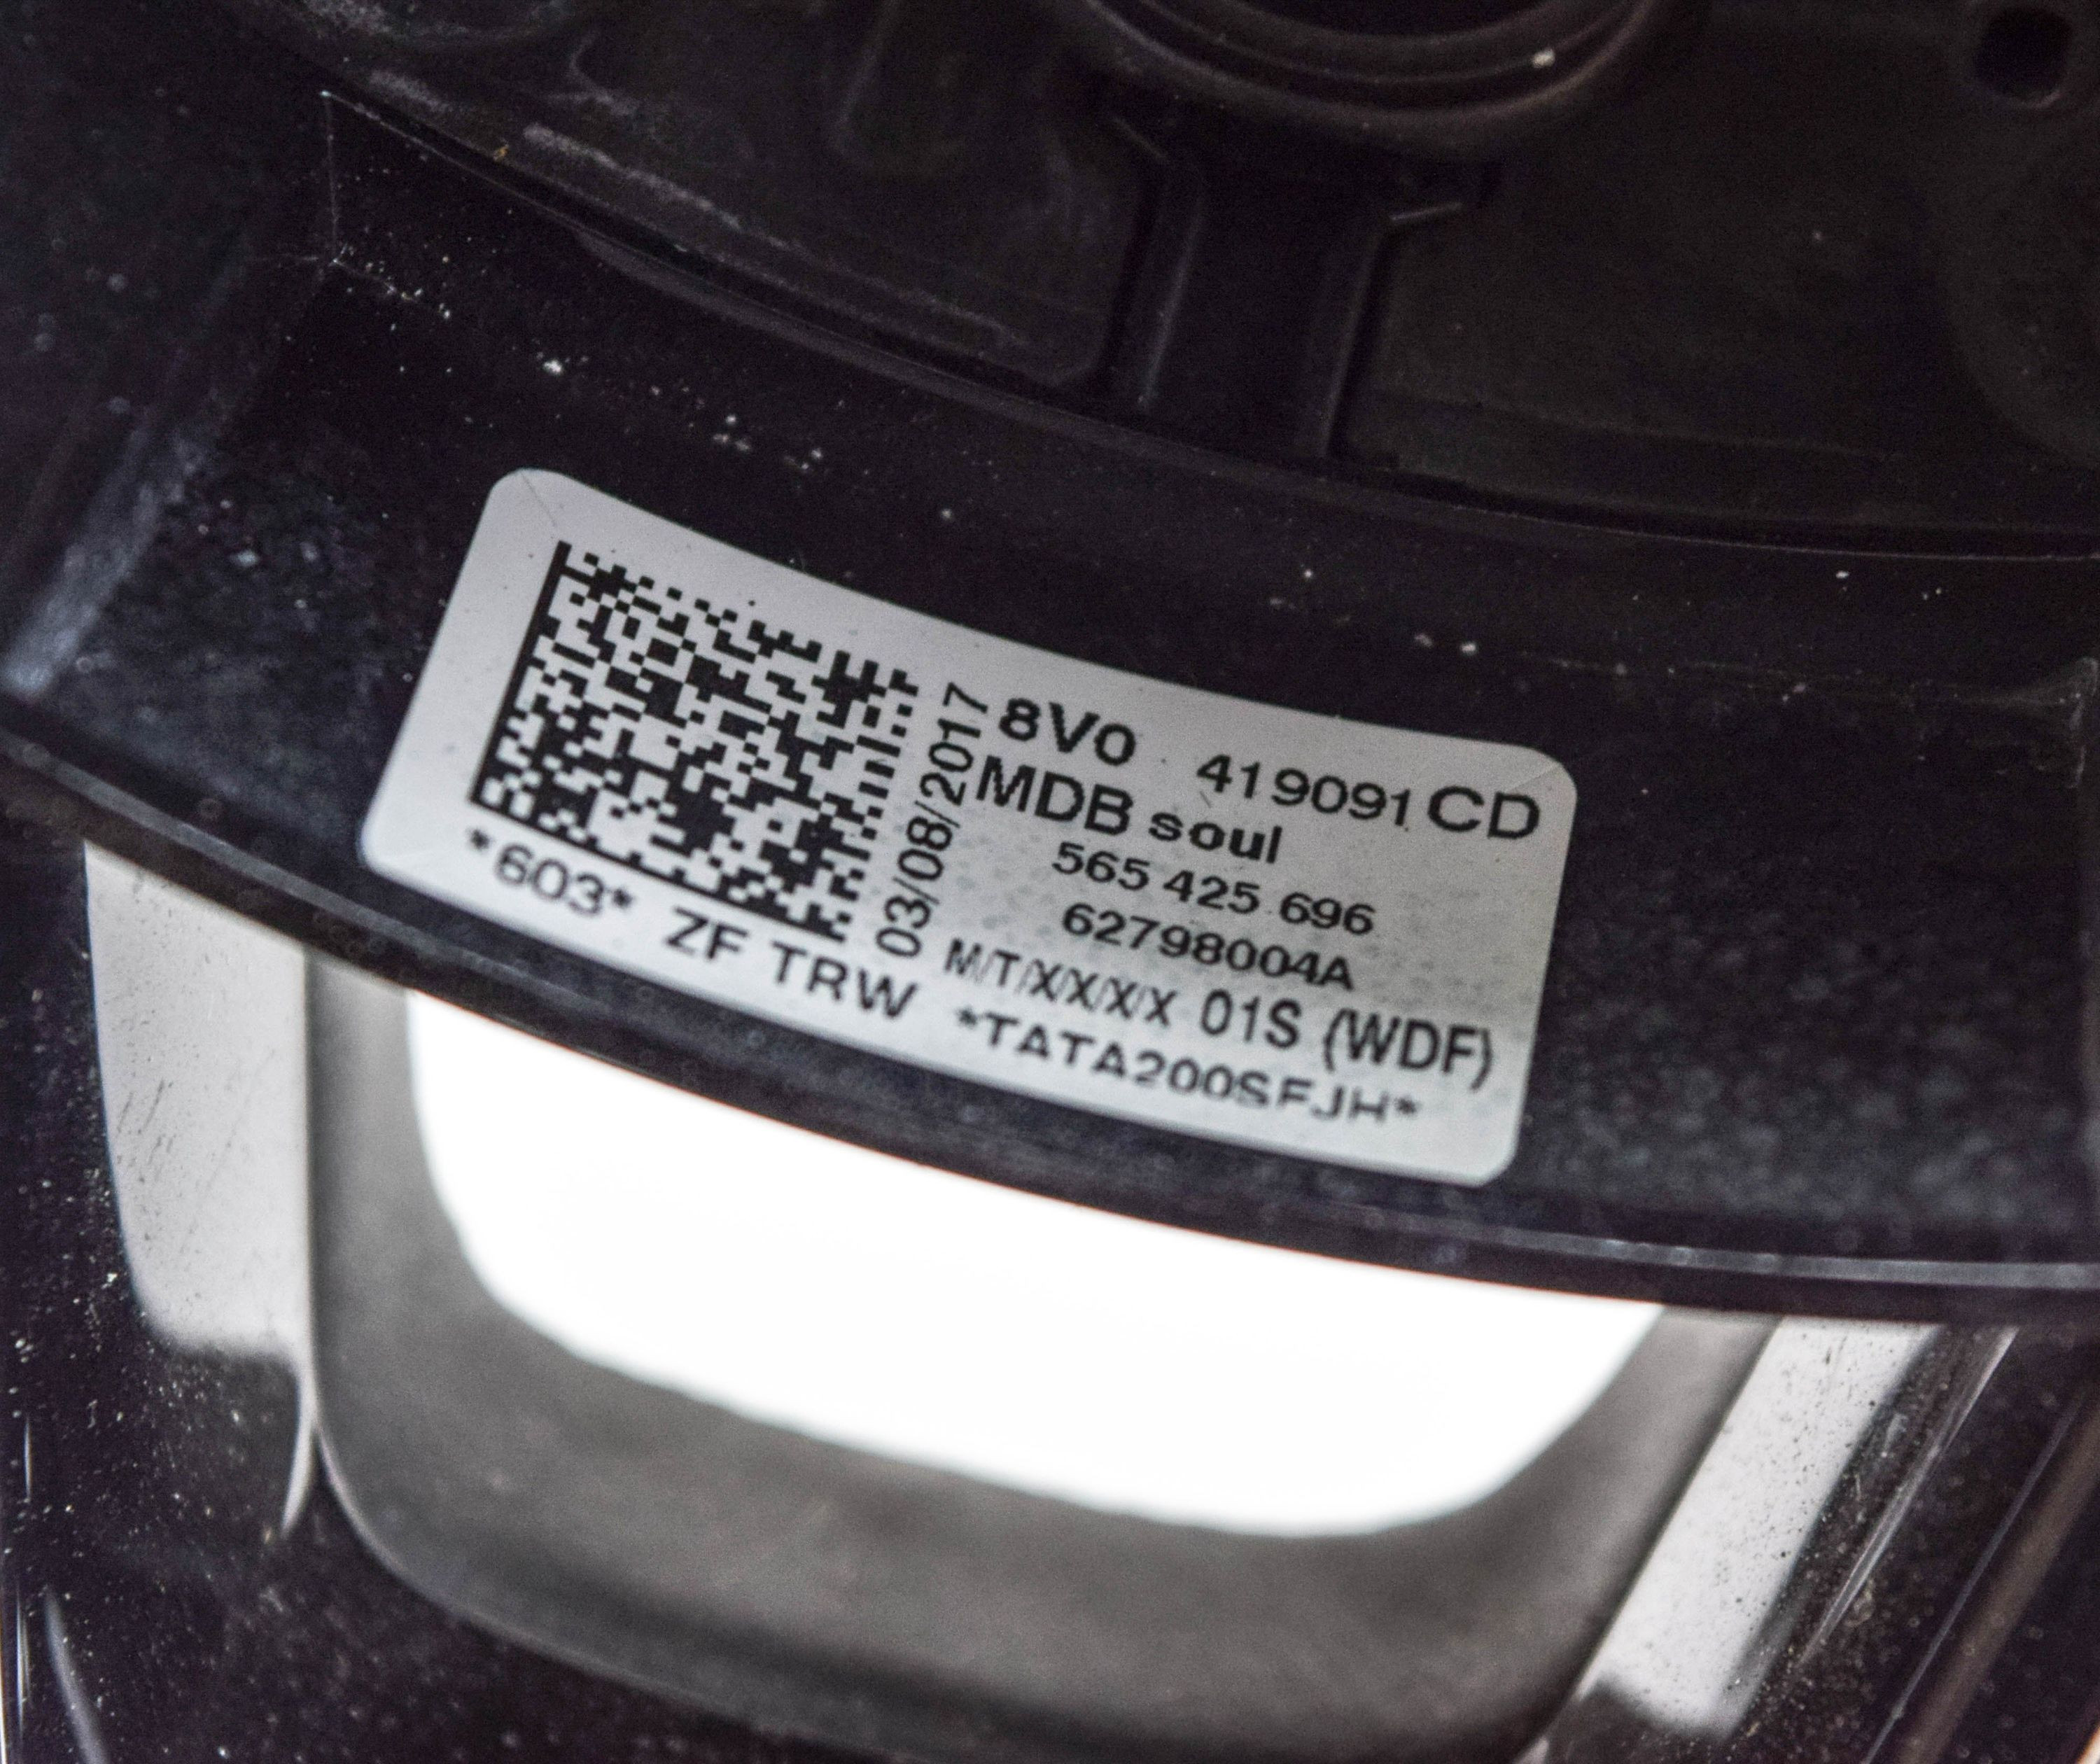 8V0 419091 CD
MDB soul
565 425 696
62798004A
M/T/X/X/X/X 01S (WDF)
03/08/2017
*603* ZF TRW *TATA200SFJH*